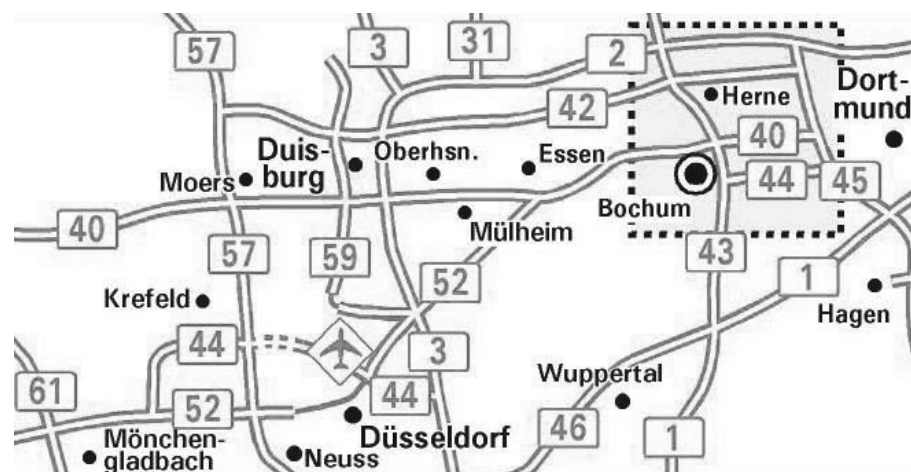 57
3
31
2
42
Herne
Dort-
mund
40
Duis-
burg
Oberhsn.
Essen
Moers
Bochum
44
45
40
57
59
Mülheim
43
52
1
Krefeld
Hagen
44
3
Wuppertal
61
52
44
46
1
Düsseldorf
Mönchen-
gladbach
Neuss